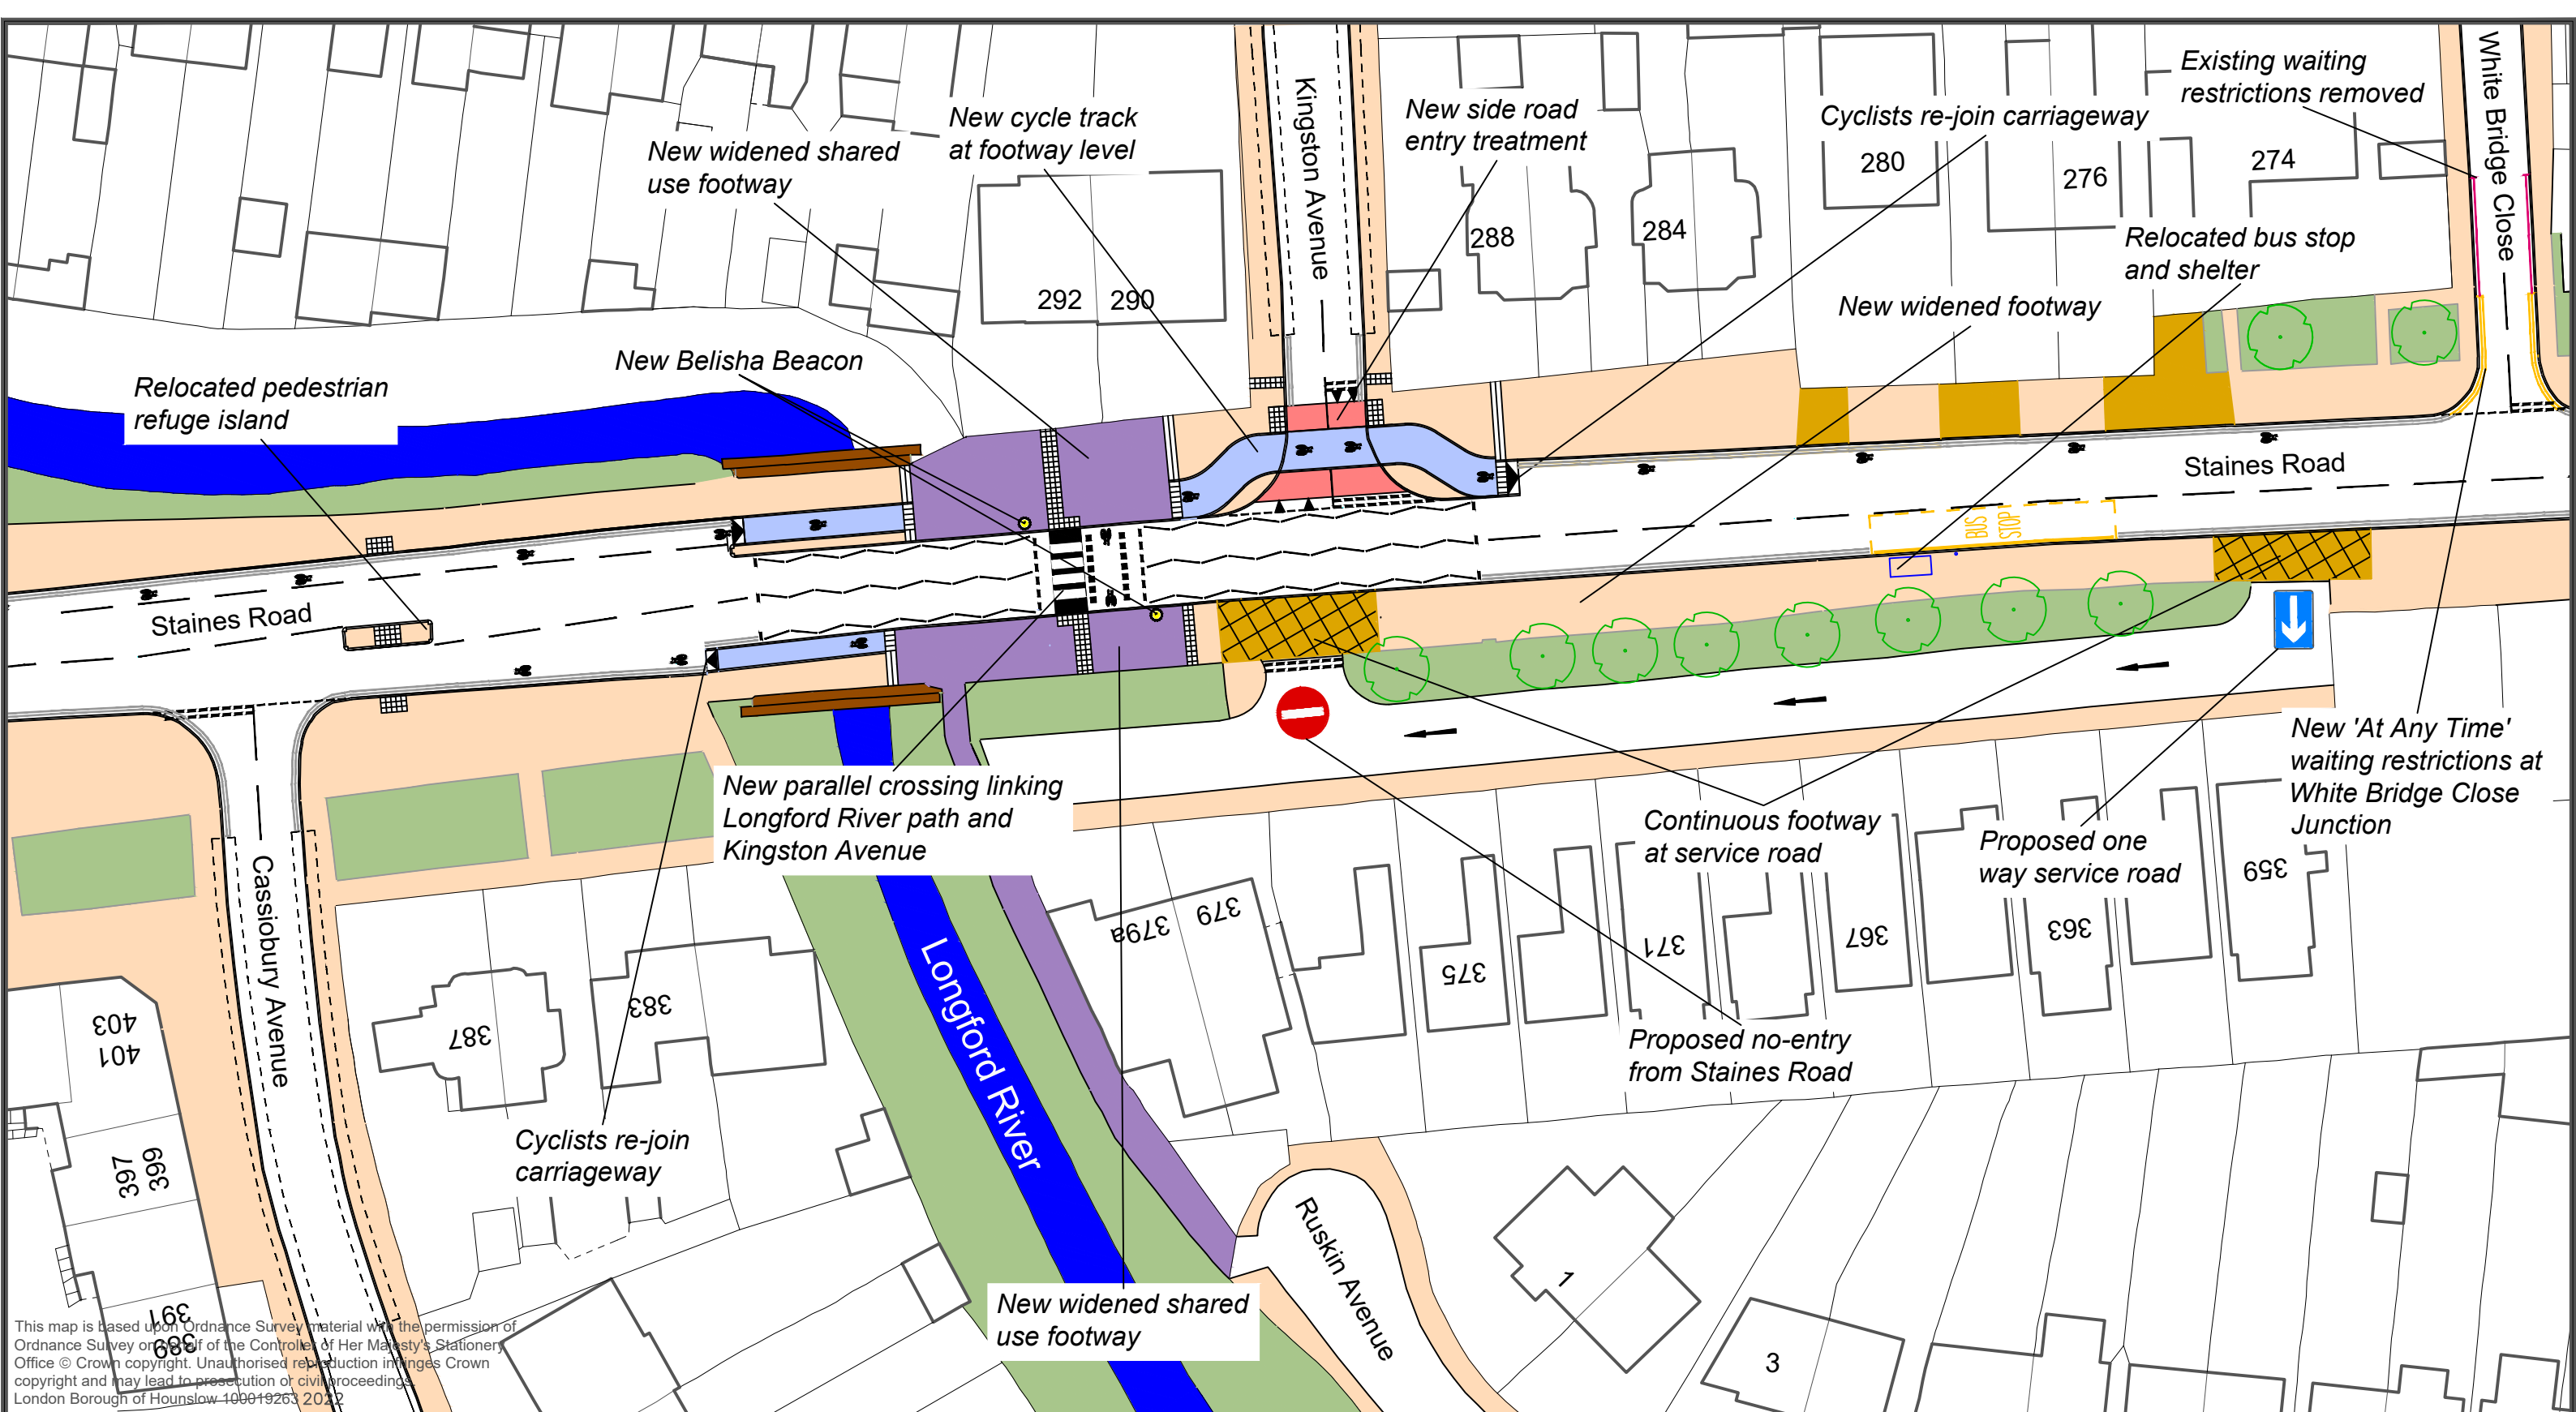 White Bridge Close
Existing waiting
restrictions removed
Kingston Avenue
New cycle track
at footway level
New side road
entry treatment
Cyclists re-join carriageway
New widened shared
use footway
280
276
274
288
284
Relocated bus stop
and shelter
292
290
New widened footway
New Belisha Beacon
Relocated pedestrian
refuge island
Staines Road
BUS
STOP
Staines Road
New 'At Any Time'
waiting restrictions at
White Bridge Close
Junction
New parallel crossing linking
Longford River path and
Kingston Avenue
Continuous footway
at service road
Proposed one
way service road
359
Cassiobury Avenue
379a
379
371
367
363
375
Longford River
403
401
387
383
Proposed no-entry
from Staines Road
Cyclists re-join
carriageway
397
399
Ruskin Avenue
1
New widened shared
use footway
3
391
389
This map is based upon Ordnance Survey material with the permission of
Ordnance Survey on behalf of the Controller of Her Majesty's Stationery
Office © Crown copyright. Unauthorised reproduction infringes Crown
copyright and may lead to prosecution or civil proceedings.
London Borough of Hounslow 100019263 2022